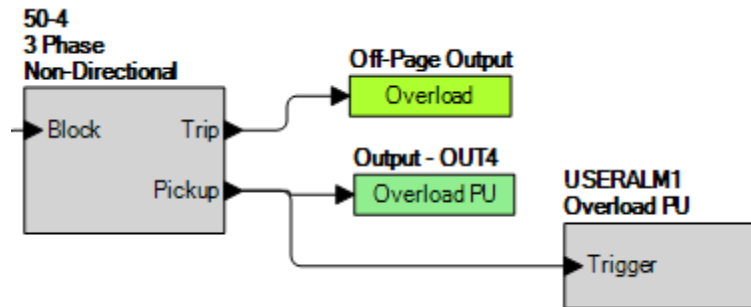 50-4
3 Phase
Non-Directional
Block
Trip
Pickup
Off-Page Output
Overload
Output - OUT4
Overload PU
USERALM1
Overload PU
Trigger